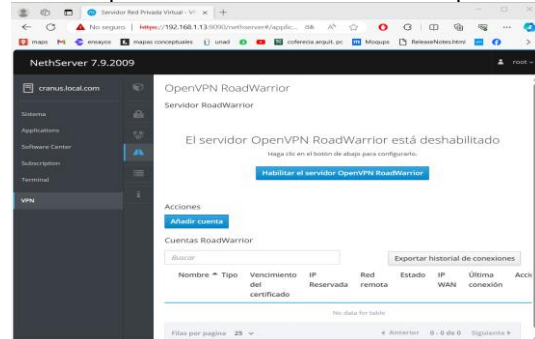 Servidor Red Privada Virtual - V
No seguro | https://192.168.1.13:9090/nethserver#/applic...
maps M ensayos mapas conceptuales unad coferecia arquit. pc Moqups ReleaseNotes.html
NethServer 7.9.2009 root
cranus.local.com
Sistema
Applications
Software Center
Subscription
Terminal
VPN
OpenVPN RoadWarrior
Servidor RoadWarrior
El servidor OpenVPN RoadWarrior está deshabilitado
Haga clic en el botón de abajo para configurarlo.
Habilitar el servidor OpenVPN RoadWarrior
Acciones
Añadir cuenta
Cuentas RoadWarrior
Buscar Exportar historial de conexiones
Nombre Tipo Vencimiento del certificado IP Reservada Red remota Estado IP WAN Última conexión Acci
No data for table
Filas por pagina 25 Anterior 0 - 0 de 0 Siguiente